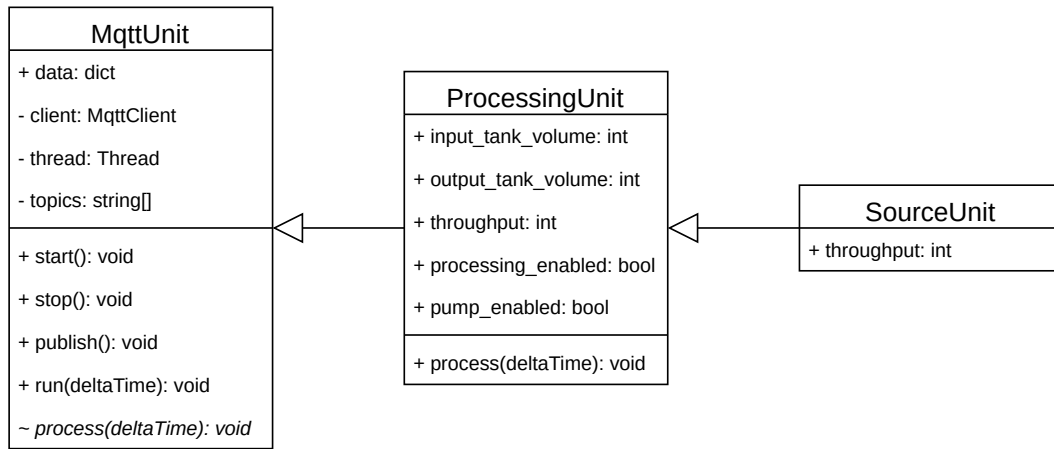 MqttUnit
+ data: dict
- client: MqttClient
- thread: Thread
- topics: string[]
+ start(): void
+ stop(): void
+ publish(): void
+ run(deltaTime): void
~ process(deltaTime): void
ProcessingUnit
+ input_tank_volume: int
+ output_tank_volume: int
+ throughput: int
+ processing_enabled: bool
+ pump_enabled: bool
+ process(deltaTime): void
SourceUnit
+ throughput: int